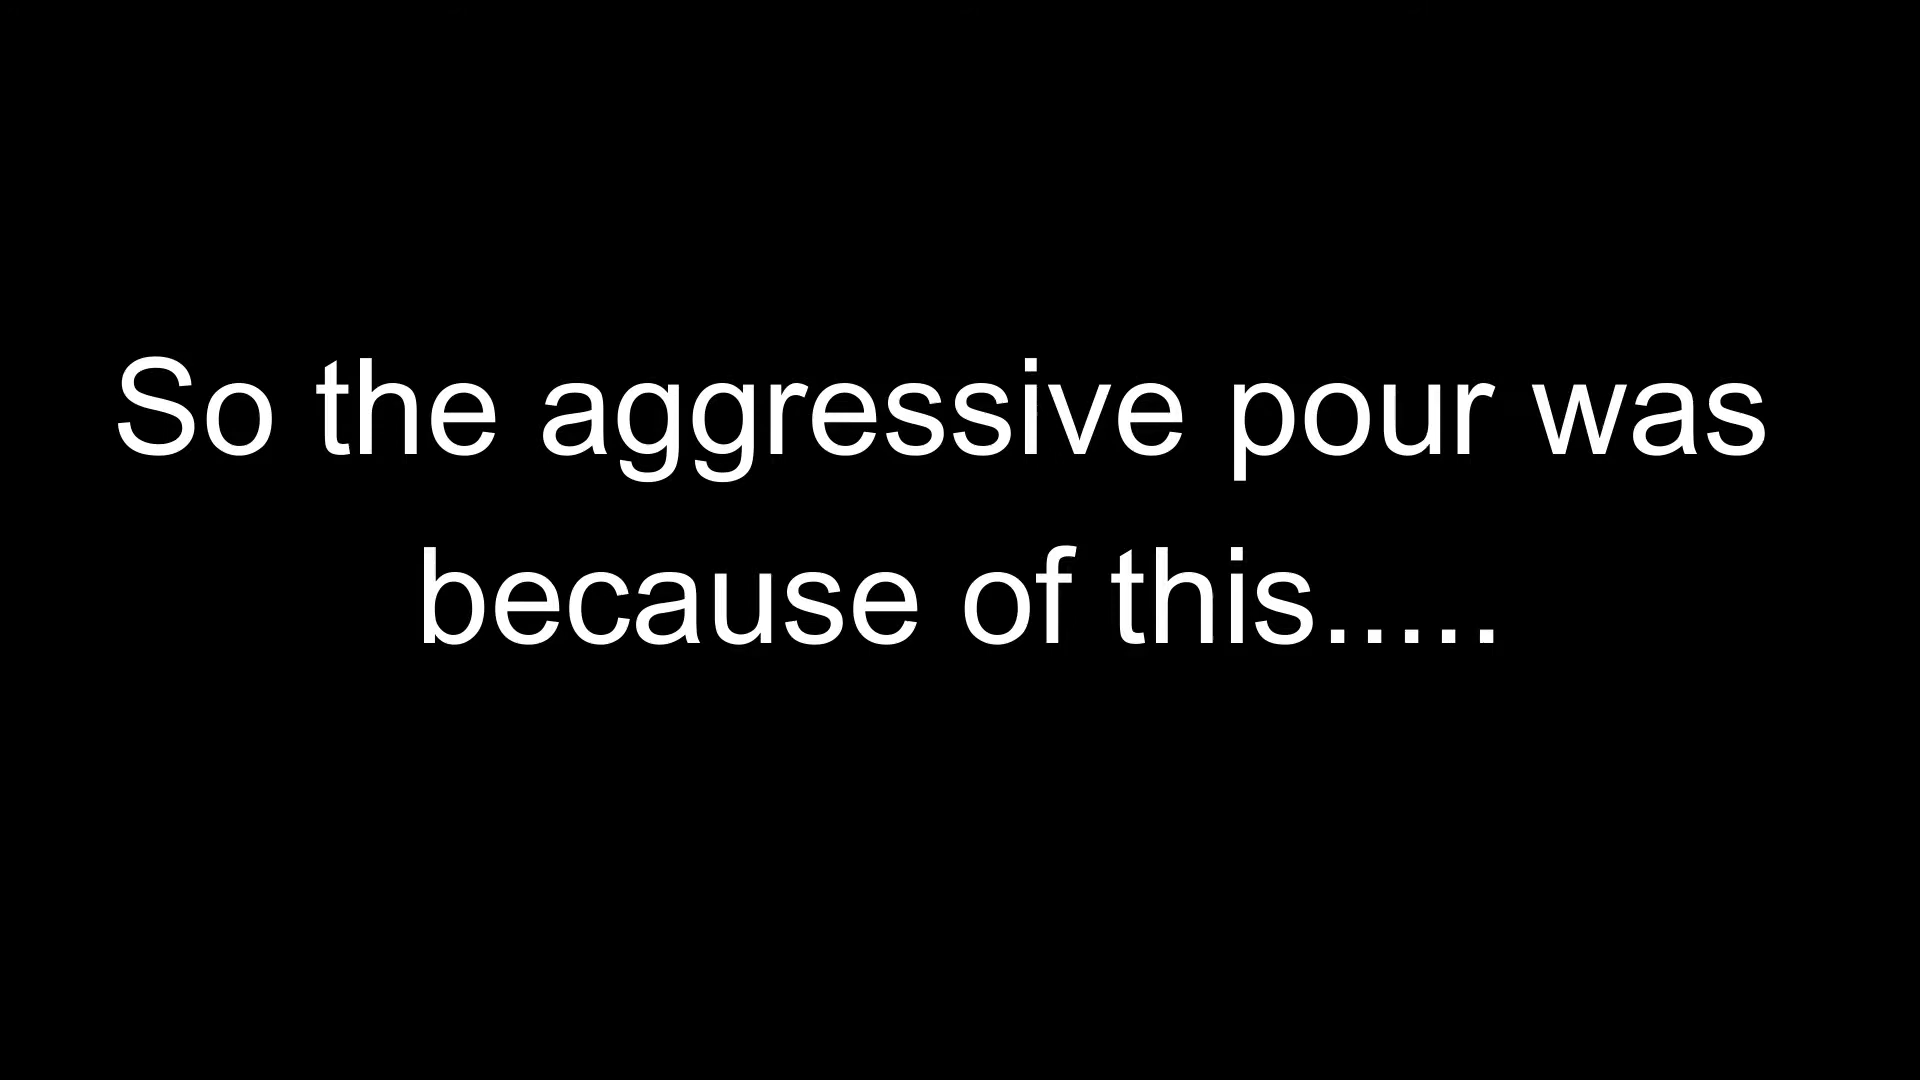 So the aggressive pour was
because of this.....